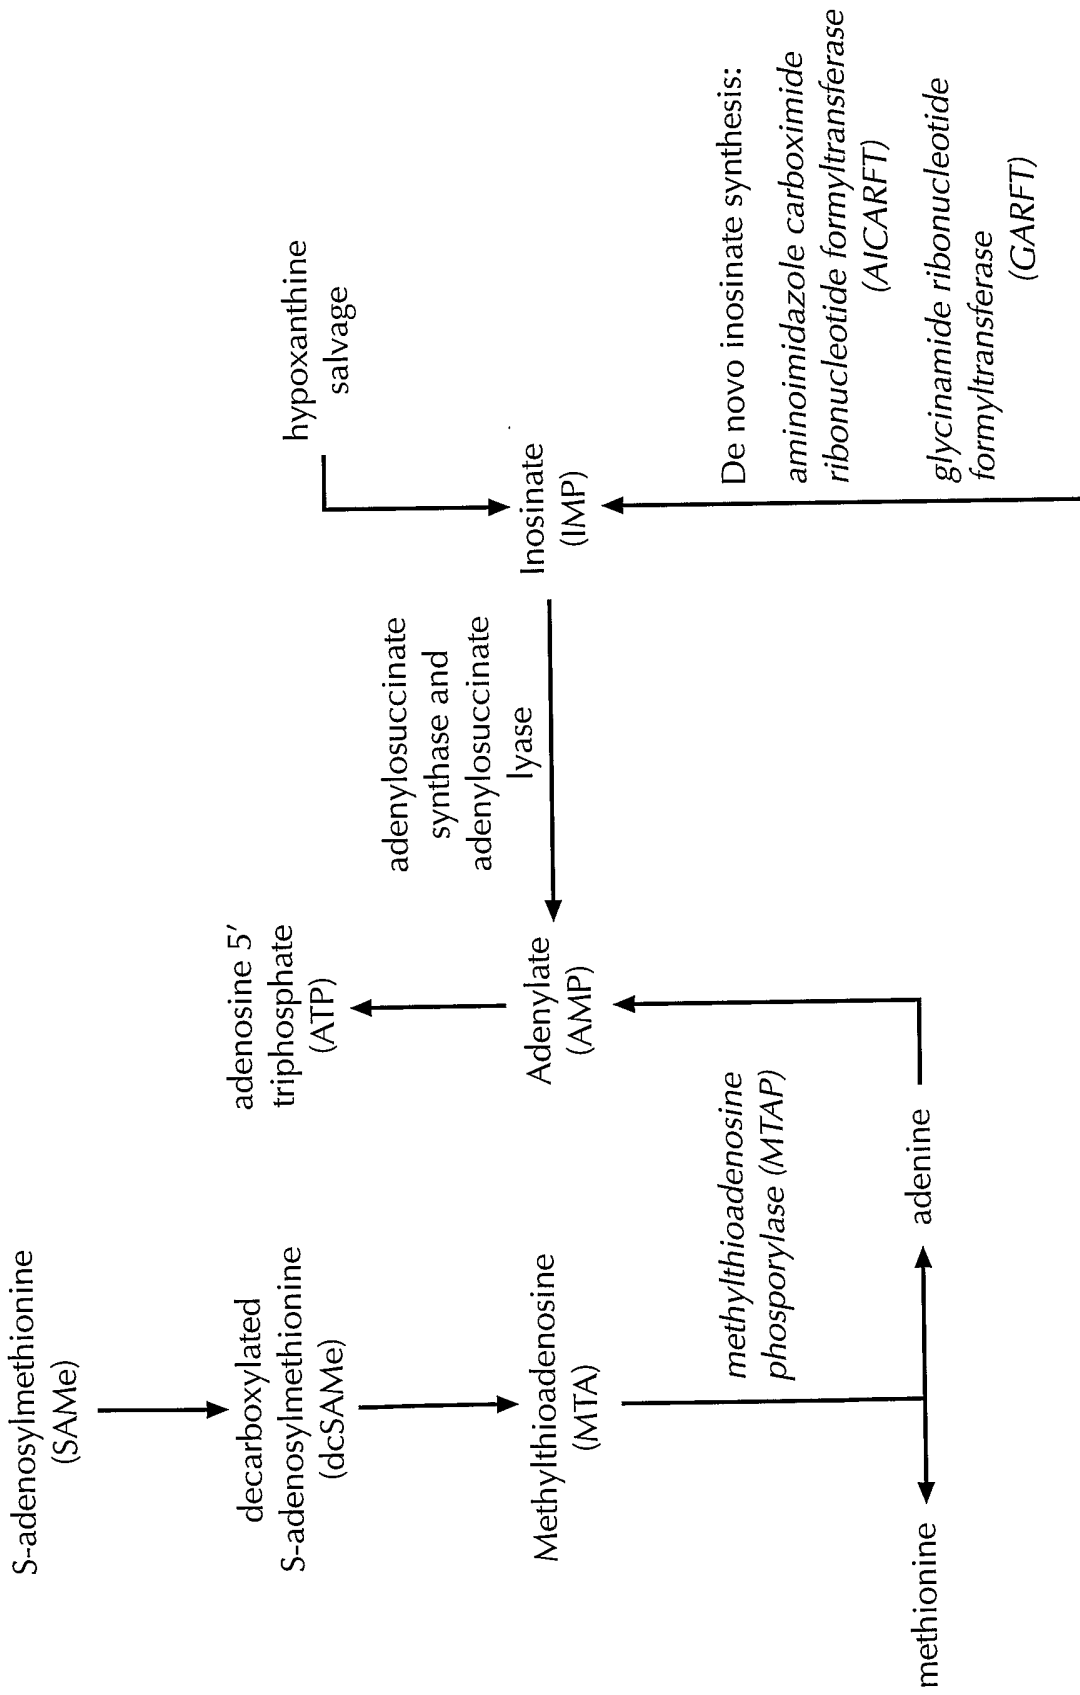 S-adenosylmethionine
(SAMe)
decarboxylated
S-adenosylmethionine
(dcSAMe)
Methylthioadenosine
(MTA)
methylthioadenosine
phosporylase (MTAP)
methionine
adenine
adenosine 5′
triphosphate
(ATP)
Adenylate
(AMP)
adenylosuccinate
synthase and
adenylosuccinate
lyase
hypoxanthine
salvage
Inosinate
(IMP)
De novo inosinate synthesis:
aminoimidazole carboximide
ribonucleotide formyltransferase
(AICARFT)
glycinamide ribonucleotide
formyltransferase
(GARFT)